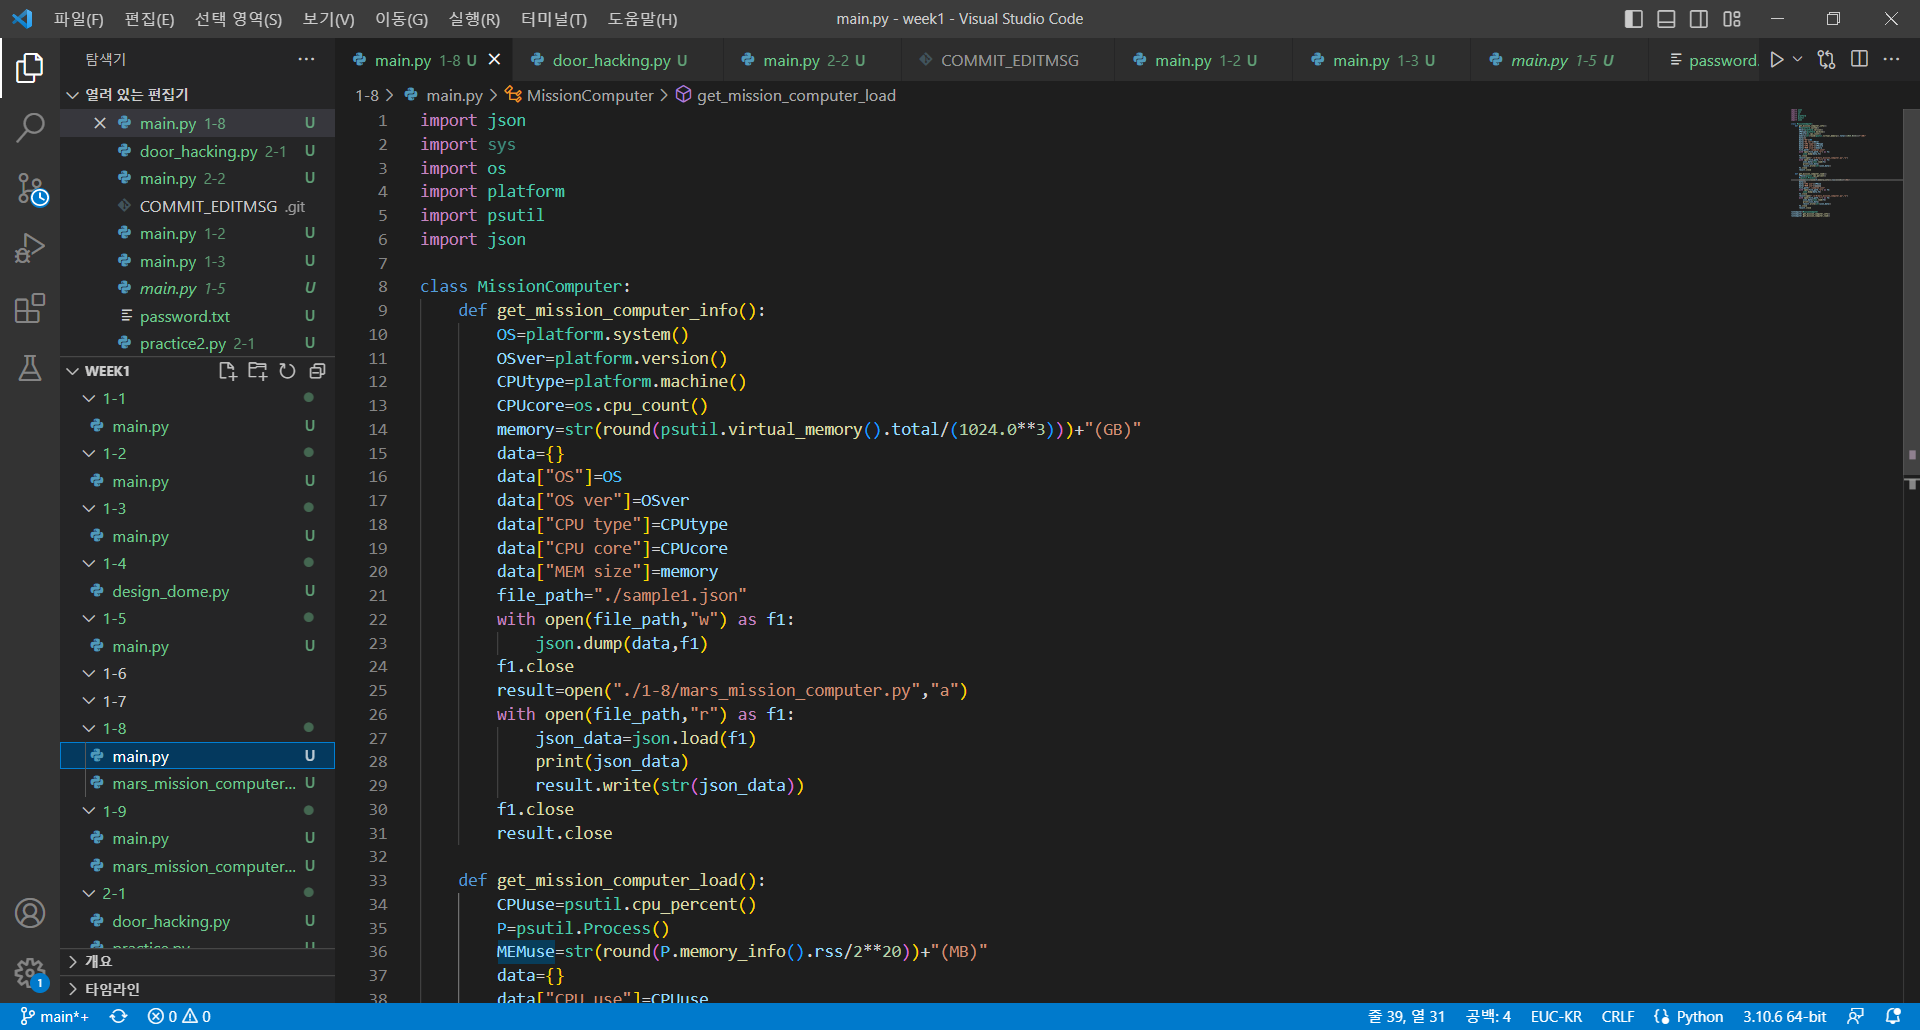 파일(F) 편집(E) 선택 영역(S) 보기(V) 이동(G) 실행(R) 터미널(T) 도움말(H) main.py - week1 - Visual Studio Code
탐색기
main.py 1-8 U
door_hacking.py U
main.py 2-2 U
COMMIT_EDITMSG
main.py 1-2 U
main.py 1-3 U
main.py 1-5 U
password.
열려 있는 편집기
main.py 1-8 U
door_hacking.py 2-1 U
main.py 2-2 U
COMMIT_EDITMSG .git
main.py 1-2 U
main.py 1-3 U
main.py 1-5 U
password.txt U
practice2.py 2-1 U
WEEK1
1-1
main.py U
1-2
main.py U
1-3
main.py U
1-4
design_dome.py U
1-5
main.py U
1-6
1-7
1-8
main.py U
mars_mission_computer... U
1-9
main.py U
mars_mission_computer... U
2-1
door_hacking.py U
practice.py U
개요
타임라인
1-8 > main.py > MissionComputer > get_mission_computer_load
1 import json
2 import sys
3 import os
4 import platform
5 import psutil
6 import json
7
8 class MissionComputer:
9 def get_mission_computer_info():
10 OS=platform.system()
11 OSver=platform.version()
12 CPUtype=platform.machine()
13 CPUcore=os.cpu_count()
14 memory=str(round(psutil.virtual_memory().total/(1024.0**3)))+"(GB)"
15 data={}
16 data["OS"]=OS
17 data["OS ver"]=OSver
18 data["CPU type"]=CPUtype
19 data["CPU core"]=CPUcore
20 data["MEM size"]=memory
21 file_path="./sample1.json"
22 with open(file_path,"w") as f1:
23 json.dump(data,f1)
24 f1.close
25 result=open("./1-8/mars_mission_computer.py","a")
26 with open(file_path,"r") as f1:
27 json_data=json.load(f1)
28 print(json_data)
29 result.write(str(json_data))
30 f1.close
31 result.close
32
33 def get_mission_computer_load():
34 CPUuse=psutil.cpu_percent()
35 P=psutil.Process()
36 MEMuse=str(round(P.memory_info().rss/2**20))+"(MB)"
37 data={}
38 data["CPU use"]=CPUuse
1
main*+ 0 0 줄 39, 열 31 공백: 4 EUC-KR CRLF Python 3.10.6 64-bit